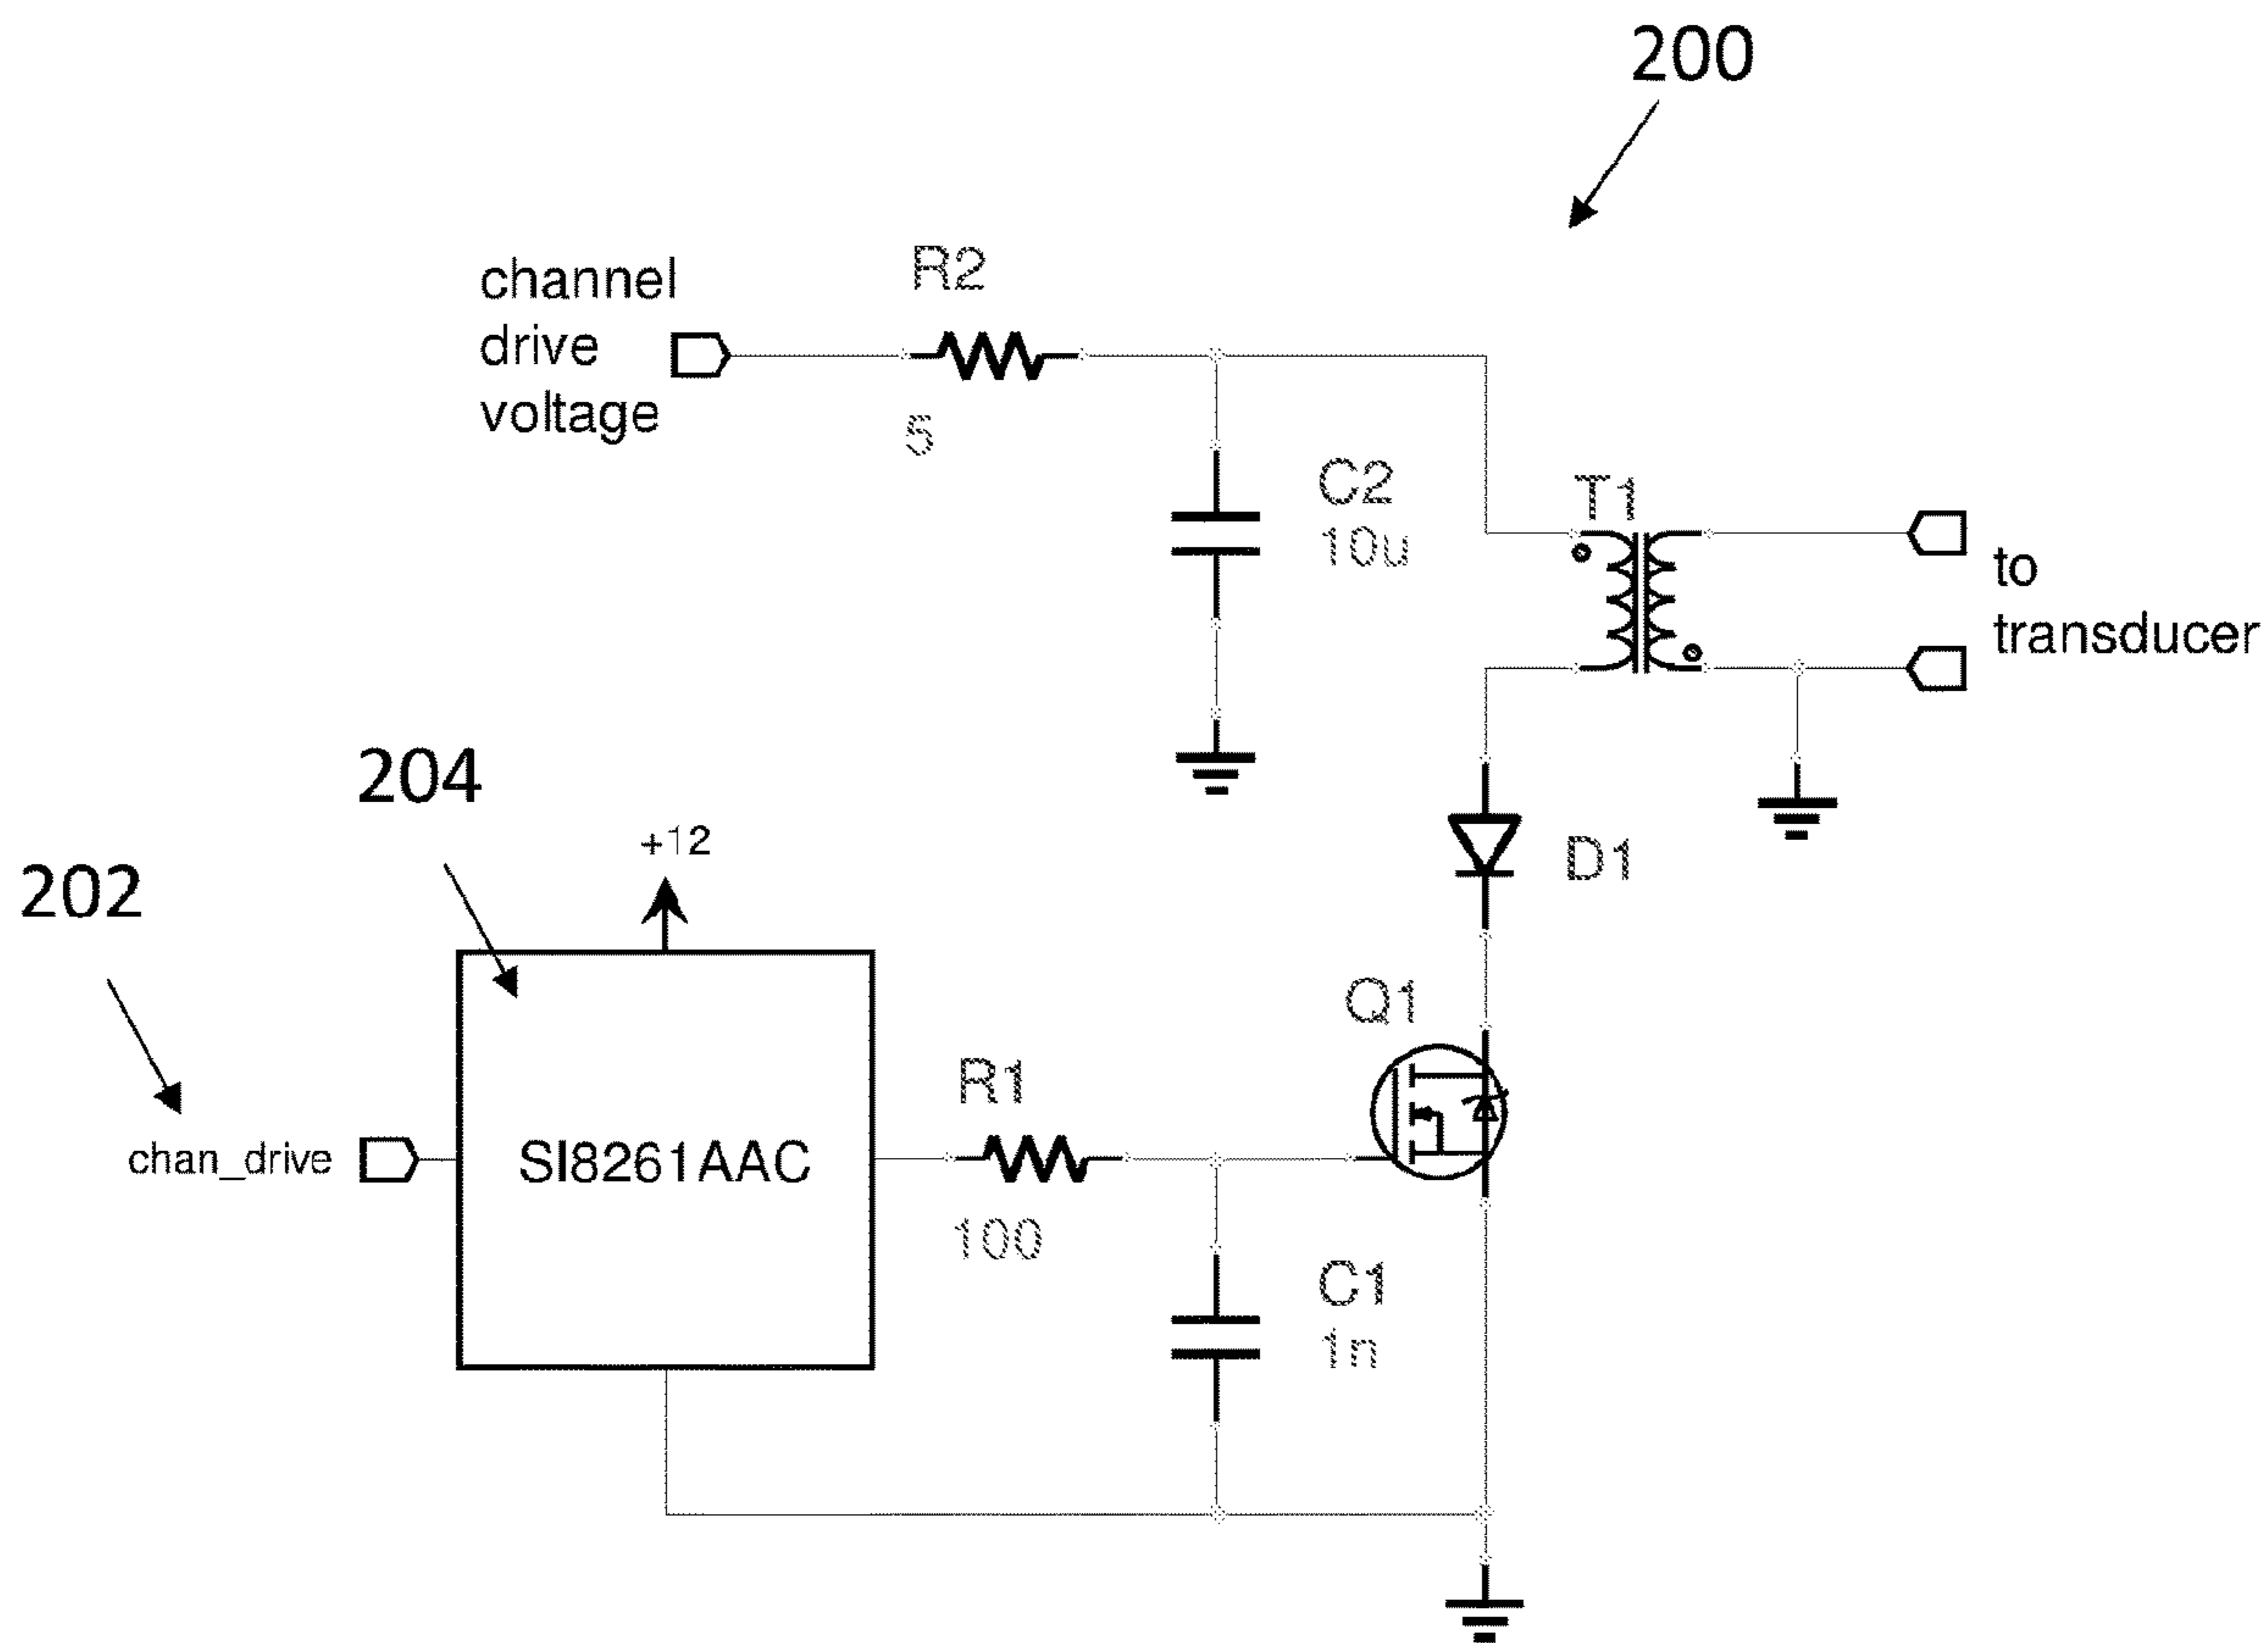 200
channel
drive
voltage
R2
5
C2
10u
T1
to
transducer
204
+12
D1
202
Q1
chan_drive
SI8261AAC
R1
100
C1
1n